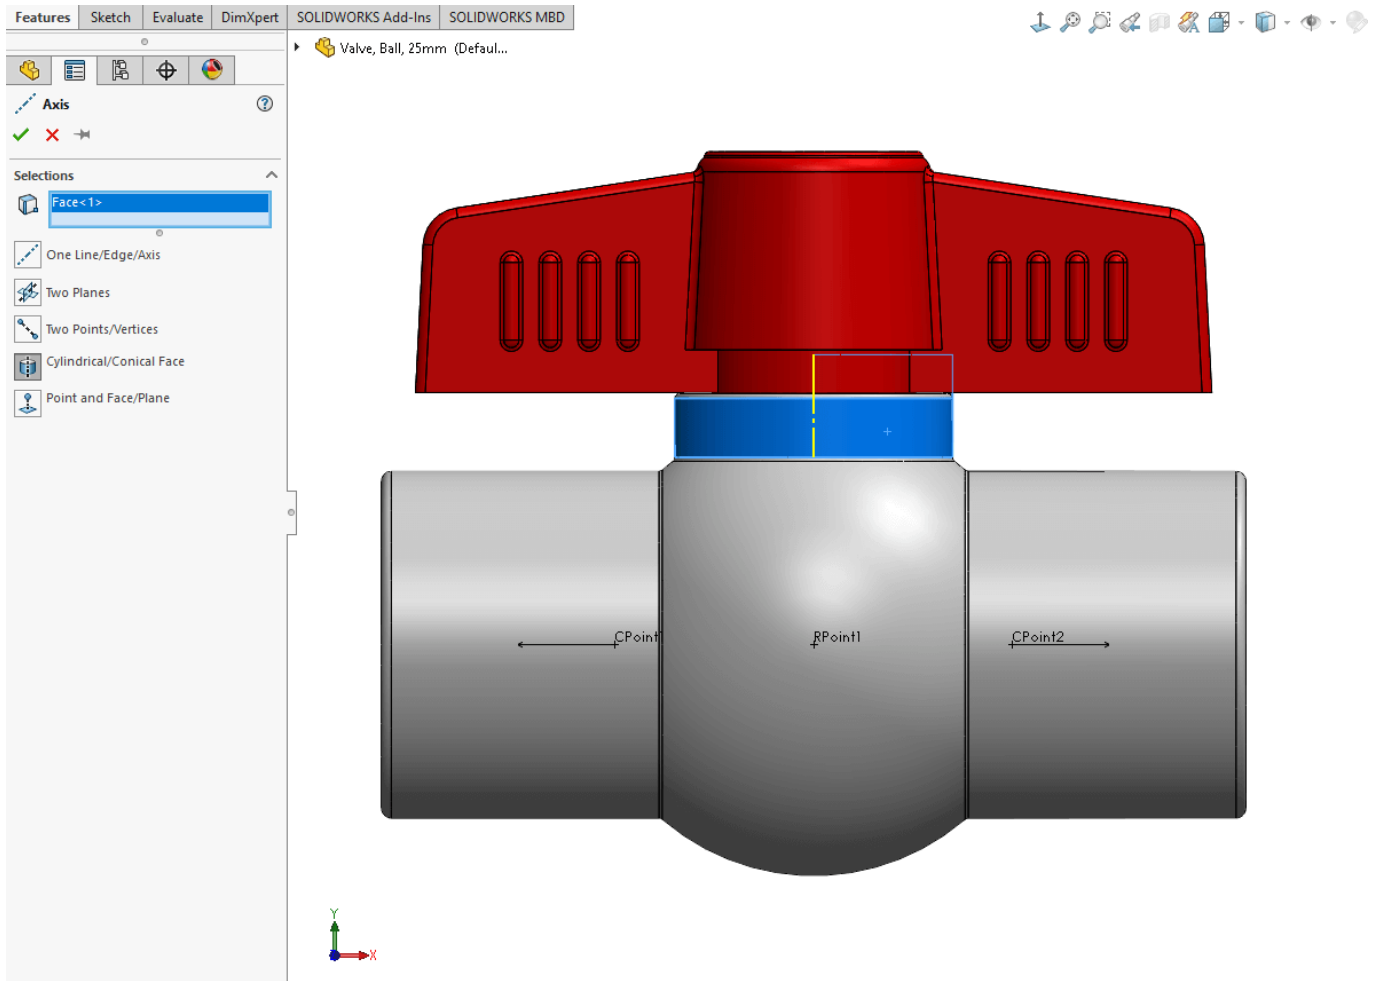 Features Sketch Evaluate DimXpert SOLIDWORKS Add-Ins SOLIDWORKS MBD
Valve, Ball, 25mm (Defaul...
Axis
Selections
Face<1>
One Line/Edge/Axis
Two Planes
Two Points/Vertices
Cylindrical/Conical Face
Point and Face/Plane
CPoint RPoint1 CPoint2
Y
X